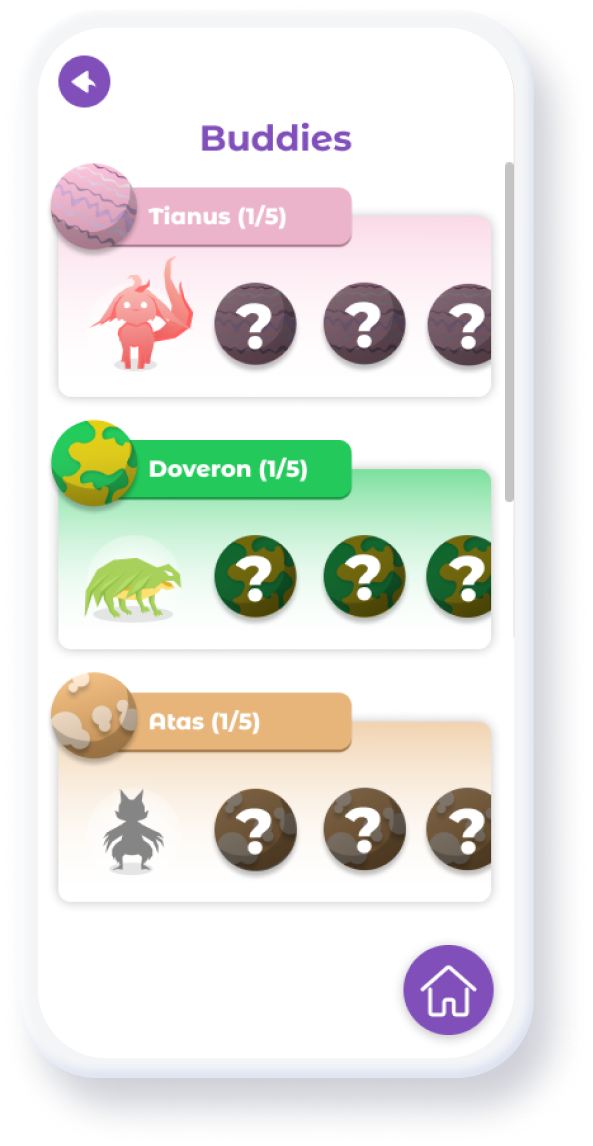 Buddies
Tianus (1/5)
? ? ?
Doveron (1/5)
? ? ?
Atas (1/5)
? ? ?